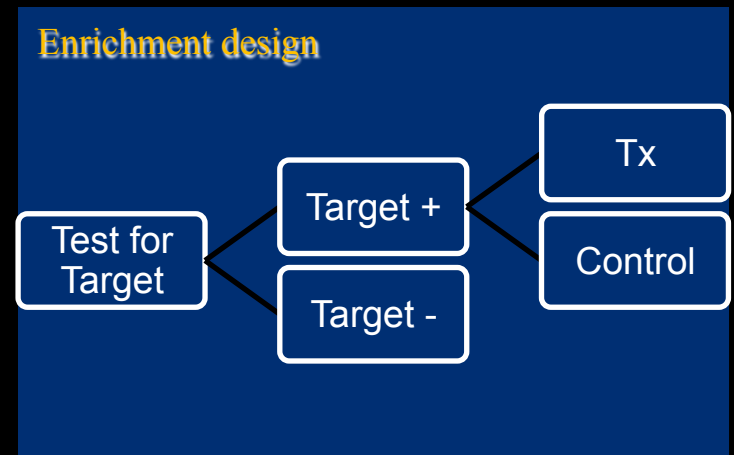 Enrichment design
Tx
Target +
Test for
Target
Control
Target -